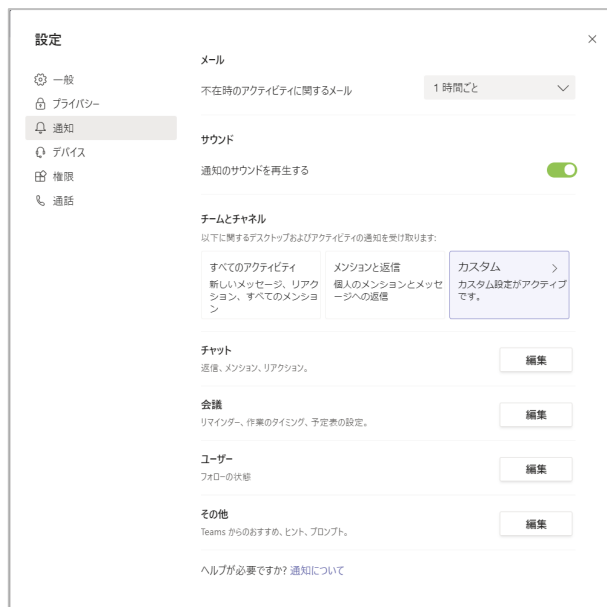 設定
一般
プライバシー
通知
デバイス
権限
通話
メール
不在時のアクティビティに関するメール
1 時間ごと
サウンド
通知のサウンドを再生する
チームとチャネル
以下に関するデスクトップおよびアクティビティの通知を受け取ります:
すべてのアクティビティ
新しいメッセージ、リアク
ション、すべてのメンショ
ン
メンションと返信
個人のメンションとメッセ
ージへの返信
カスタム
カスタム設定がアクティブ
です。
チャット
返信、メンション、リアクション。
編集
会議
リマインダー、作業のタイミング、予定表の設定。
編集
ユーザー
フォローの状態
編集
その他
Teams からのおすすめ、ヒント、プロンプト。
編集
ヘルプが必要ですか? 通知について